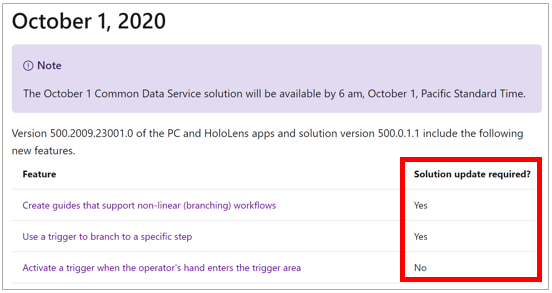 October 1, 2020
Note
The October 1 Common Data Service solution will be available by 6 am, October 1, Pacific Standard Time.
Version 500.2009.23001.0 of the PC and HoloLens apps and solution version 500.0.1.1 include the following
new features.
Feature Solution update required?
Create guides that support non-linear (branching) workflows Yes
Use a trigger to branch to a specific step Yes
Activate a trigger when the operator's hand enters the trigger area No